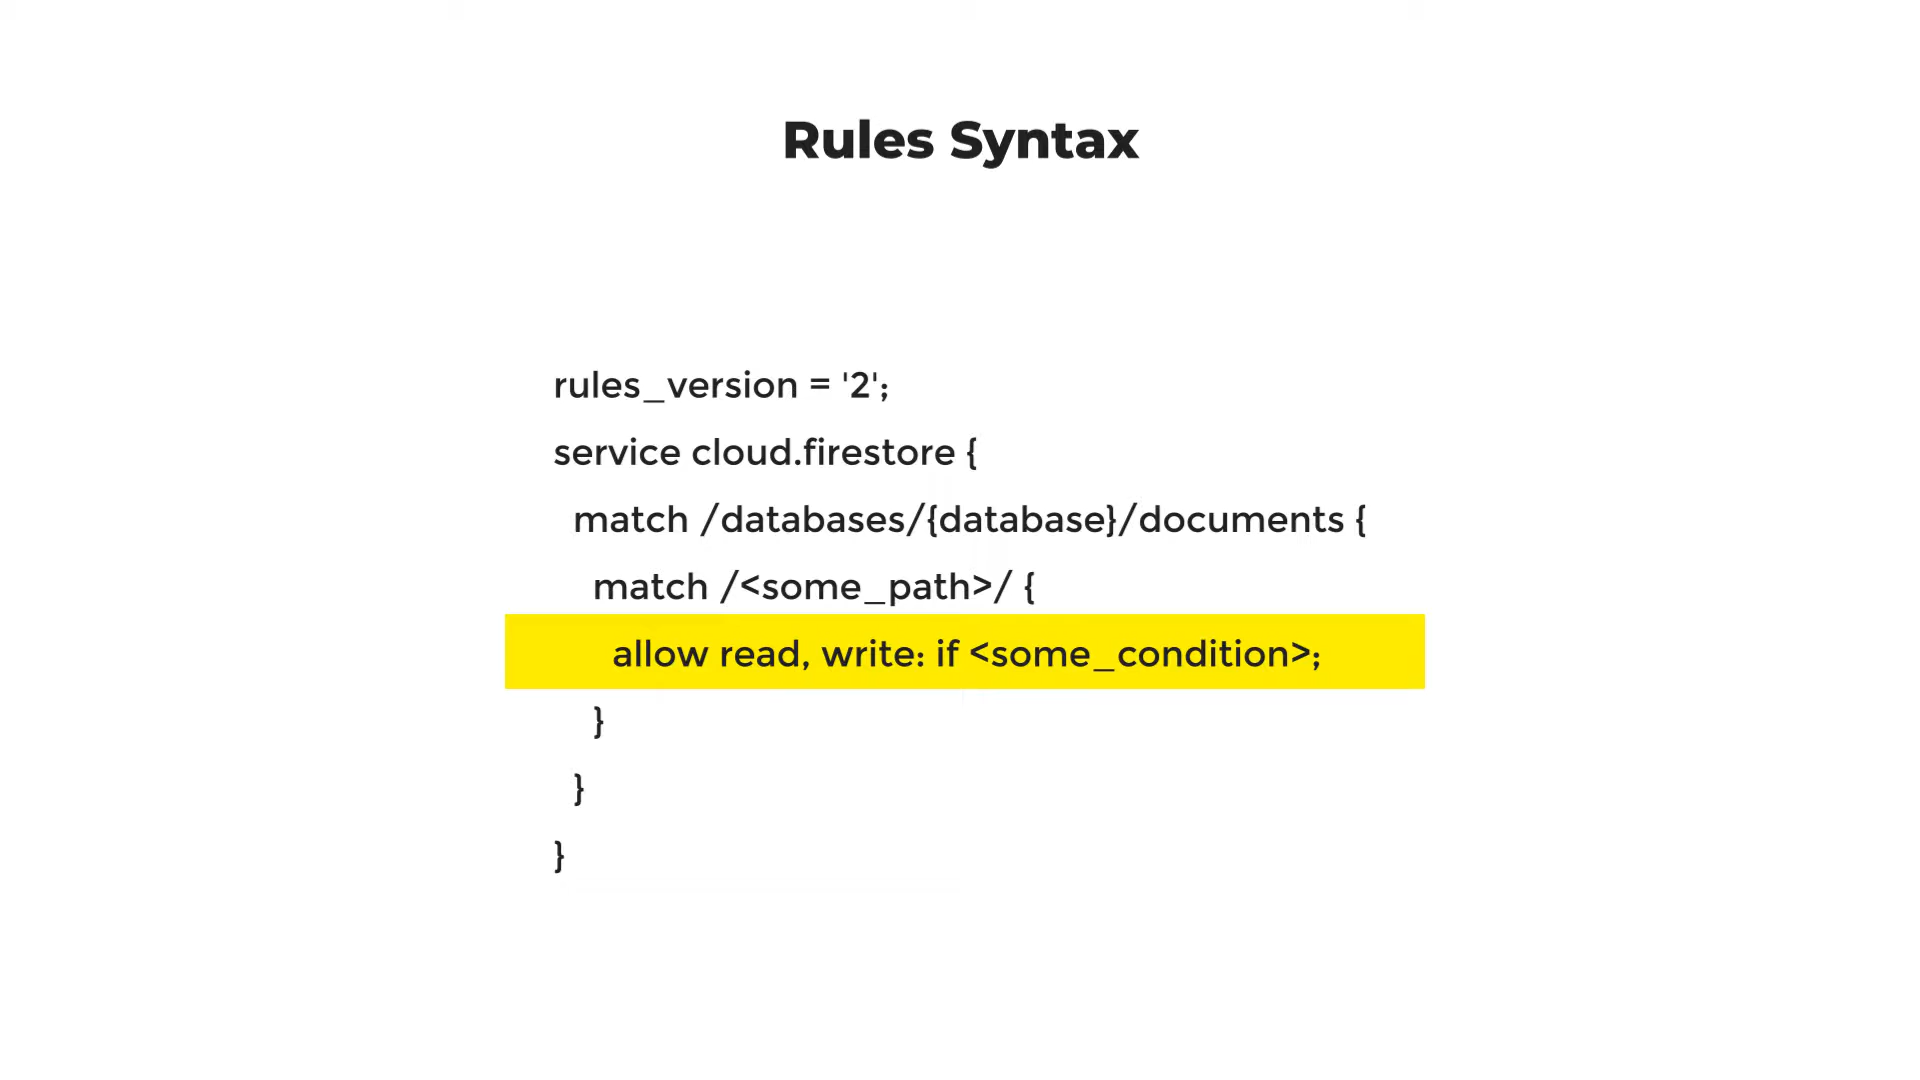 Rules Syntax
rules_version = '2';
service cloud.firestore {
match /databases/{database}/documents {
match /<some_path>/ {
allow read, write: if <some_condition>;
}
}
}